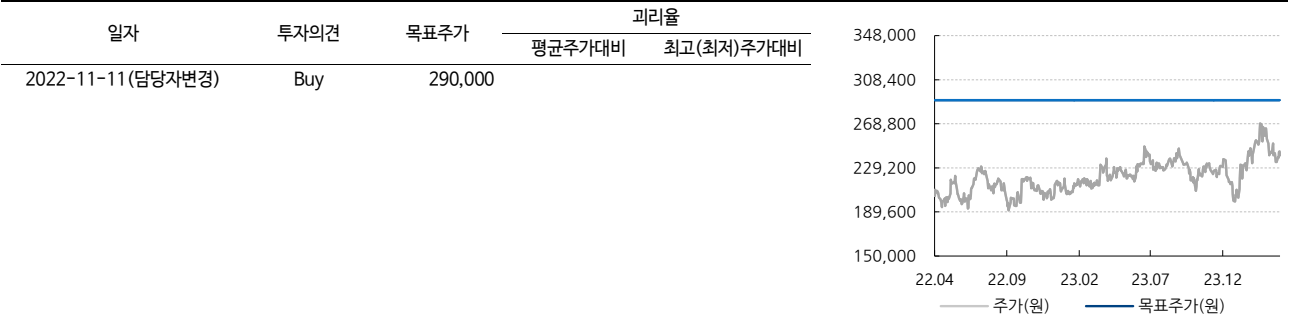 일자 투자의견 목표주가 괴리율
평균주가대비 최고(최저)주가대비
2022-11-11(담당자변경) Buy 290,000
348,000
308,400
268,800
229,200
189,600
150,000
22.04 22.09 23.02 23.07 23.12
주가(원) 목표주가(원)